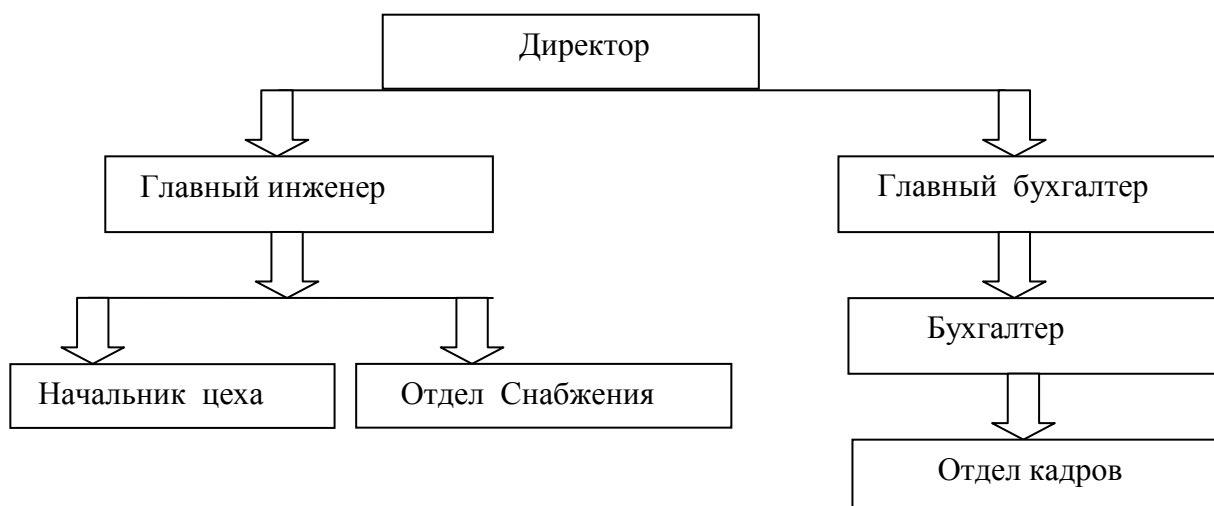 Директор
Главный инженер
Главный бухгалтер
Бухгалтер
Начальник цеха
Отдел Снабжения
Отдел кадров